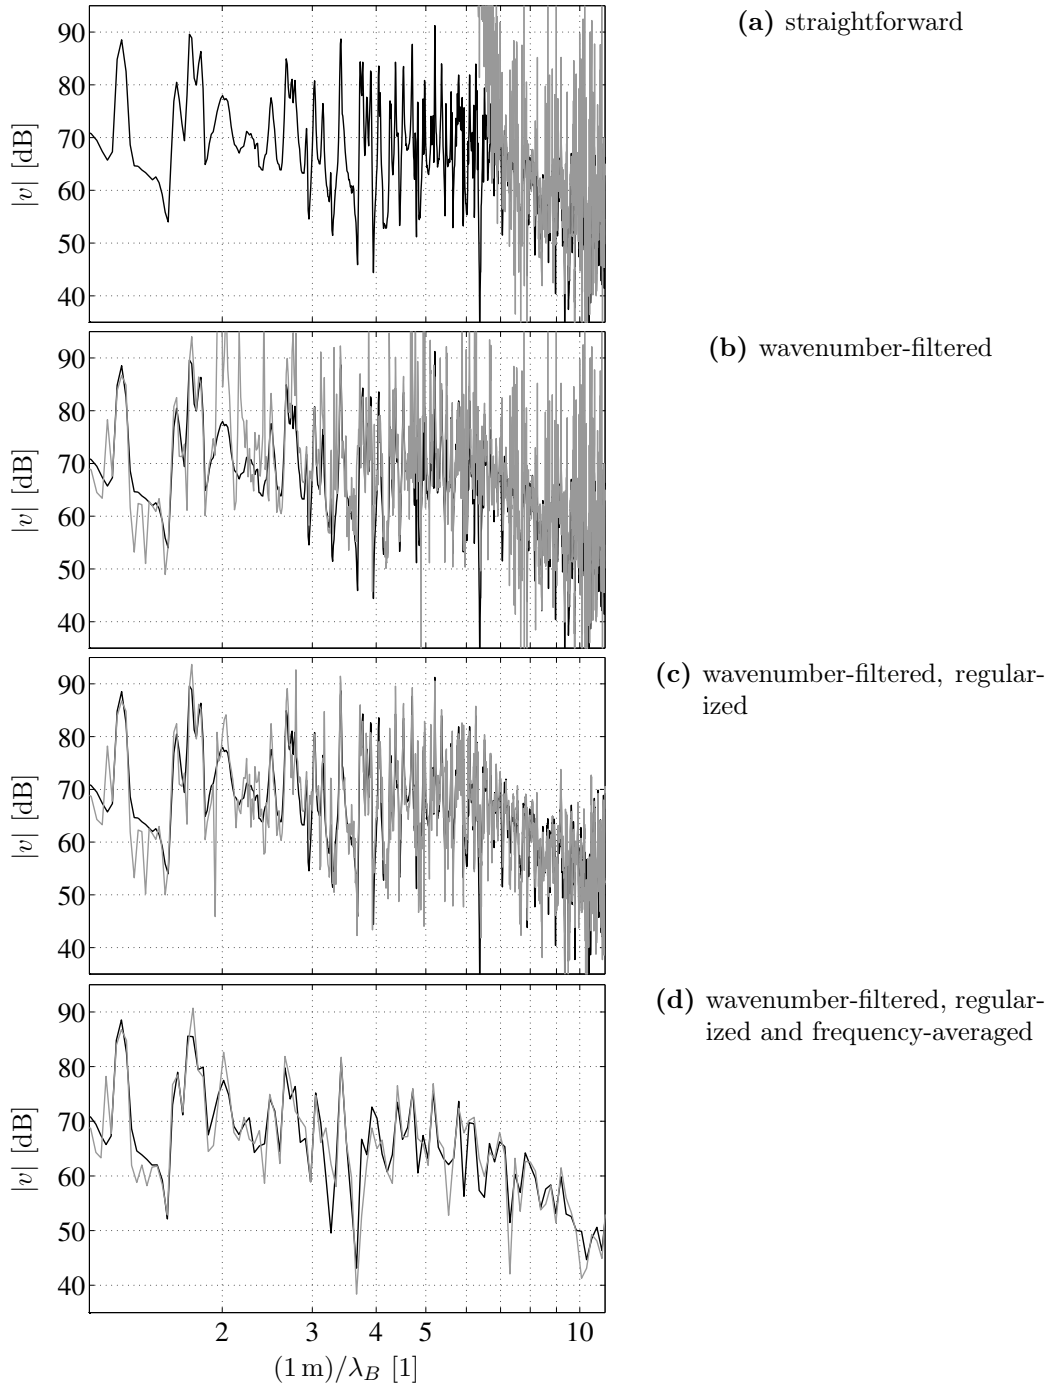 90
80
70
60
50
40
|v| [dB]
(a) straightforward
90
80
70
60
50
40
|v| [dB]
(b) wavenumber-filtered
90
80
70
60
50
40
|v| [dB]
(c) wavenumber-filtered, regular-
ized
90
80
70
60
50
40
|v| [dB]
(d) wavenumber-filtered, regular-
ized and frequency-averaged
2 3 4 5 10
(1 m)/λ_B [1]